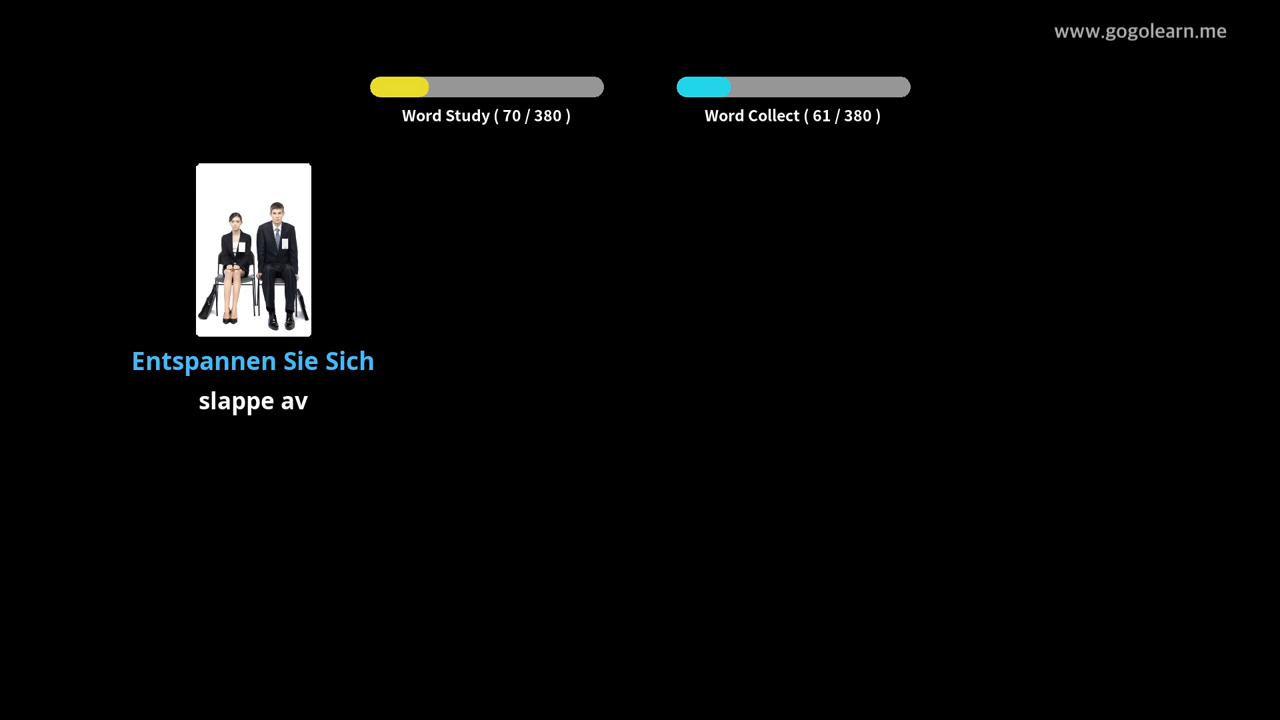 www.gogolearn.me
Word Study ( 70 / 380 )
Word Collect ( 61 / 380 )
Entspannen Sie Sich
slappe av